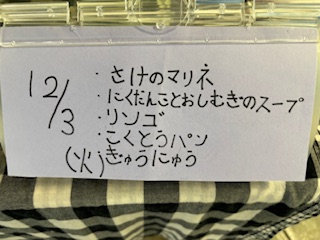 12/3
(火)
・さけのマリネ
・にくだんごとおしむぎのスープ
・リンゴ
・こくとうパン
・ぎゅうにゅう